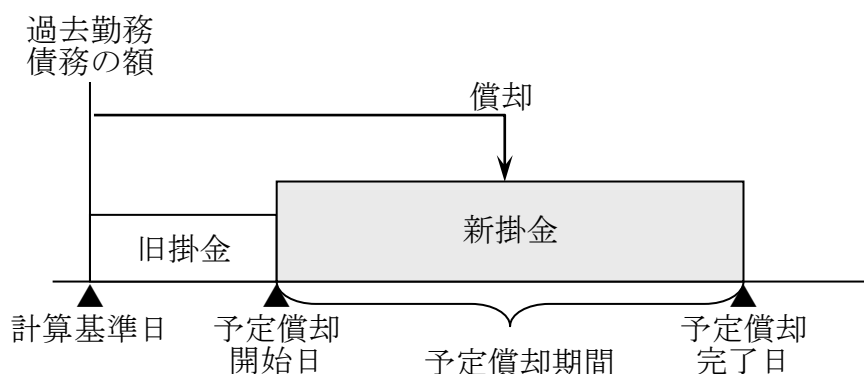 過去勤務
債務の額
償却
旧掛金
新掛金
計算基準日
予定償却
開始日
予定償却期間
予定償却
完了日